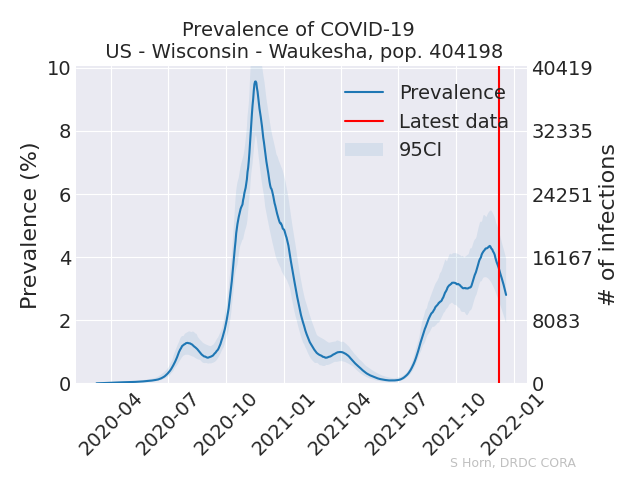 Prevalence of COVID-19
US - Wisconsin - Waukesha, pop. 404198
Prevalence (%)
10
8
6
4
2
0
Prevalence
Latest data
95CI
40419
32335
24251
16167
8083
0
# of infections
2020-04
2020-07
2020-10
2021-01
2021-04
2021-07
2021-10
2022-01
S Horn, DRDC CORA